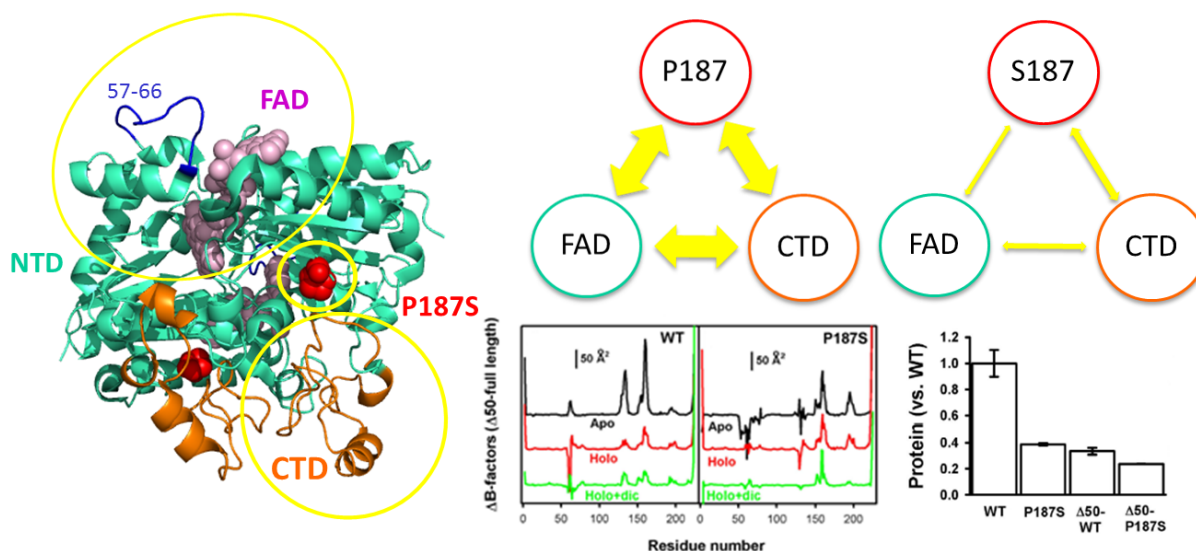 57-66
FAD
NTD
P187S
CTD
P187
FAD
CTD
S187
FAD
CTD
ΔB-factors (Δ50-full length)
WT
50 Å²
Apo
Holo
Holo+dic
P187S
50 Å²
Apo
Holo
Holo+dic
0 50 100 150 200
50 100 150 200
Residue number
Protein (vs. WT)
1.2
1.0
0.8
0.6
0.4
0.2
0.0
WT
P187S
Δ50-
WT
Δ50-
P187S